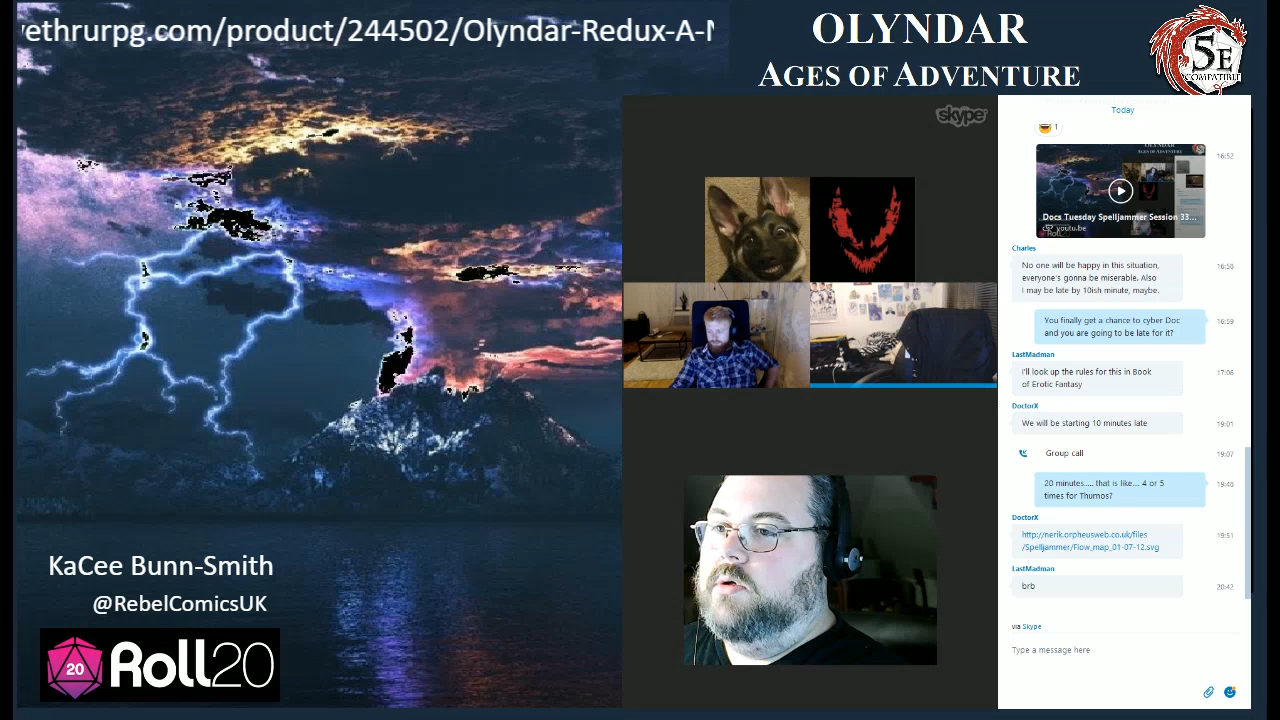 ethrurpg.com/product/244502/Olyndar-Redux-A-
OLYNDAR
AGES OF ADVENTURE
5E
COMPATIBLE
skype
Today
1
OLYNDAR
AGES OF ADVENTURE
16:52
Docs Tuesday Spelljammer Session 33...
youtu.be
Roll
Charles
No one will be happy in this situation,
everyone's gonna be miserable. Also
I may be late by 10ish minute, maybe.
16:58
You finally get a chance to cyber Doc
and you are going to be late for it?
16:59
LastMadman
I'll look up the rules for this in Book
of Erotic Fantasy
17:06
DoctorX
We will be starting 10 minutes late
19:01
Group call
19:07
20 minutes..... that is like.... 4 or 5
times for Thurnos?
19:46
DoctorX
http://nerik.orpheusweb.co.uk/files
/Spelljammer/Flow_map_01-07-12.svg
19:51
LastMadman
brb
20:42
via Skype
Type a message here
KaCee Bunn-Smith
@RebelComicsUK
20
Roll20